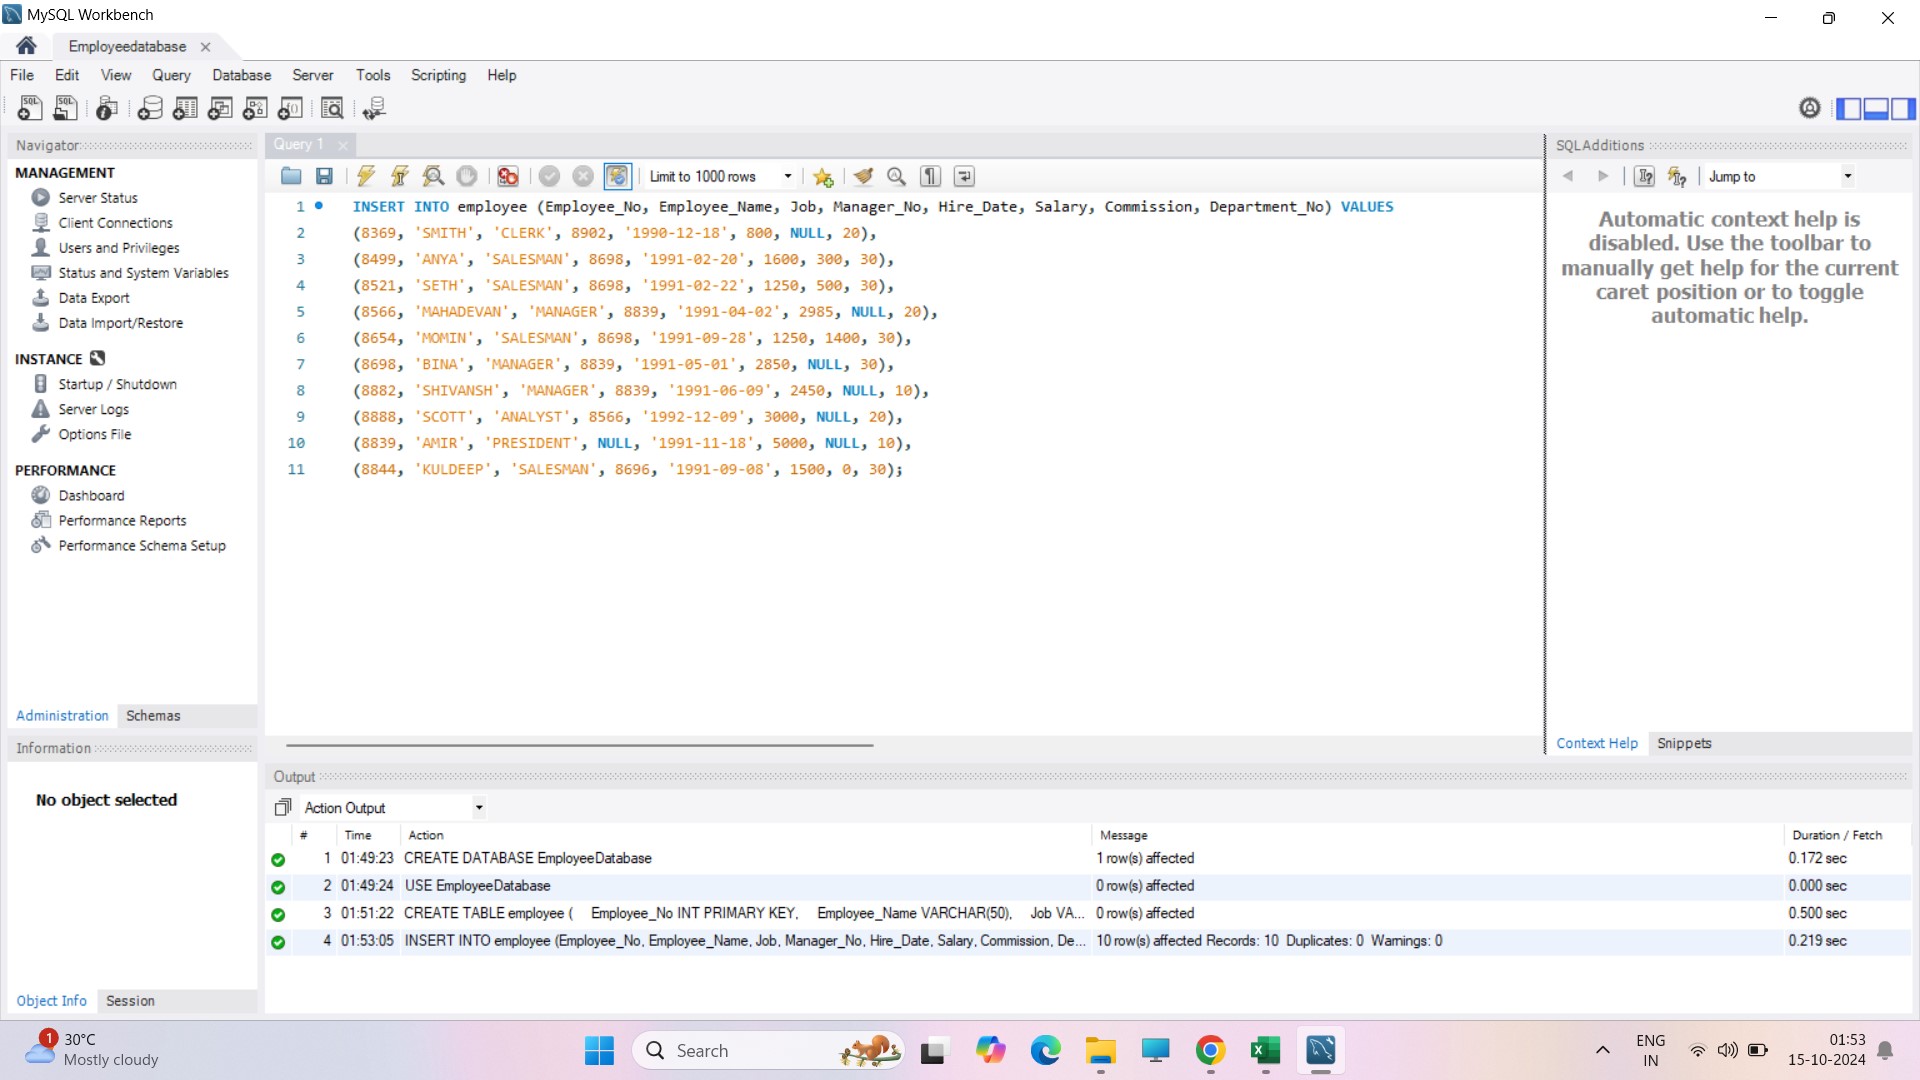 MySQL Workbench
Employeedatabase
File Edit View Query Database Server Tools Scripting Help
Navigator
MANAGEMENT
Server Status
Client Connections
Users and Privileges
Status and System Variables
Data Export
Data Import/Restore
INSTANCE
Startup / Shutdown
Server Logs
Options File
PERFORMANCE
Dashboard
Performance Reports
Performance Schema Setup
Administration Schemas
Information
No object selected
Object Info Session
Query 1
Limit to 1000 rows
1 INSERT INTO employee (Employee_No, Employee_Name, Job, Manager_No, Hire_Date, Salary, Commission, Department_No) VALUES
2 (8369, 'SMITH', 'CLERK', 8902, '1990-12-18', 800, NULL, 20),
3 (8499, 'ANYA', 'SALESMAN', 8698, '1991-02-20', 1600, 300, 30),
4 (8521, 'SETH', 'SALESMAN', 8698, '1991-02-22', 1250, 500, 30),
5 (8566, 'MAHADEVAN', 'MANAGER', 8839, '1991-04-02', 2985, NULL, 20),
6 (8654, 'MOMIN', 'SALESMAN', 8698, '1991-09-28', 1250, 1400, 30),
7 (8698, 'BINA', 'MANAGER', 8839, '1991-05-01', 2850, NULL, 30),
8 (8882, 'SHIVANSH', 'MANAGER', 8839, '1991-06-09', 2450, NULL, 10),
9 (8888, 'SCOTT', 'ANALYST', 8566, '1992-12-09', 3000, NULL, 20),
10 (8839, 'AMIR', 'PRESIDENT', NULL, '1991-11-18', 5000, NULL, 10),
11 (8844, 'KULDEEP', 'SALESMAN', 8696, '1991-09-08', 1500, 0, 30);
SQLAdditions
Jump to
Automatic context help is
disabled. Use the toolbar to
manually get help for the current
caret position or to toggle
automatic help.
Context Help Snippets
Output
Action Output
# Time Action Message Duration / Fetch
1 01:49:23 CREATE DATABASE EmployeeDatabase 1 row(s) affected 0.172 sec
2 01:49:24 USE EmployeeDatabase 0 row(s) affected 0.000 sec
3 01:51:22 CREATE TABLE employee ( Employee_No INT PRIMARY KEY, Employee_Name VARCHAR(50), Job VA... 0 row(s) affected 0.500 sec
4 01:53:05 INSERT INTO employee (Employee_No, Employee_Name, Job, Manager_No, Hire_Date, Salary, Commission, De... 10 row(s) affected Records: 10 Duplicates: 0 Warnings: 0 0.219 sec
1
30°C
Mostly cloudy
Search
ENG
IN
01:53
15-10-2024